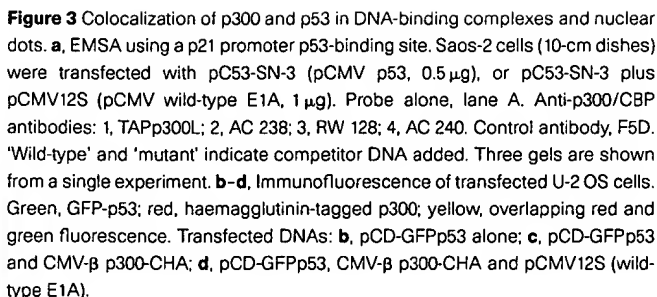 Figure 3 Colocalization of p300 and p53 in DNA-binding complexes and nuclear
dots. a, EMSA using a p21 promoter p53-binding site. Saos-2 cells (10-cm dishes)
were transfected with pC53-SN-3 (pCMV p53, 0.5 μg), or pC53-SN-3 plus
pCMV12S (pCMV wild-type E1A, 1 μg). Probe alone, lane A. Anti-p300/CBP
antibodies: 1, TAPp300L; 2, AC 238; 3, RW 128; 4, AC 240. Control antibody, F5D.
'Wild-type' and 'mutant' indicate competitor DNA added. Three gels are shown
from a single experiment. b–d, Immunofluorescence of transfected U-2 OS cells.
Green, GFP-p53; red, haemagglutinin-tagged p300; yellow, overlapping red and
green fluorescence. Transfected DNAs: b, pCD-GFPp53 alone; c, pCD-GFPp53
and CMV-β p300-CHA; d, pCD-GFPp53, CMV-β p300-CHA and pCMV12S (wild-
type E1A).